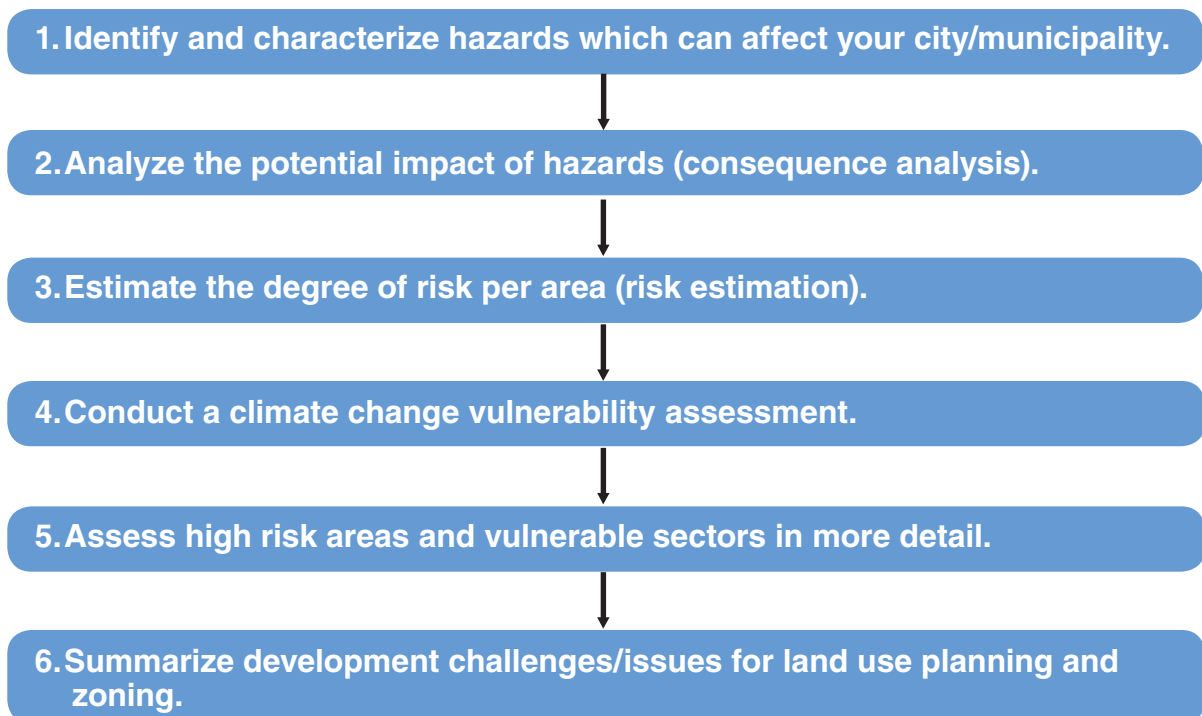 1. Identify and characterize hazards which can affect your city/municipality.
2. Analyze the potential impact of hazards (consequence analysis).
3. Estimate the degree of risk per area (risk estimation).
4. Conduct a climate change vulnerability assessment.
5. Assess high risk areas and vulnerable sectors in more detail.
6. Summarize development challenges/issues for land use planning and
zoning.